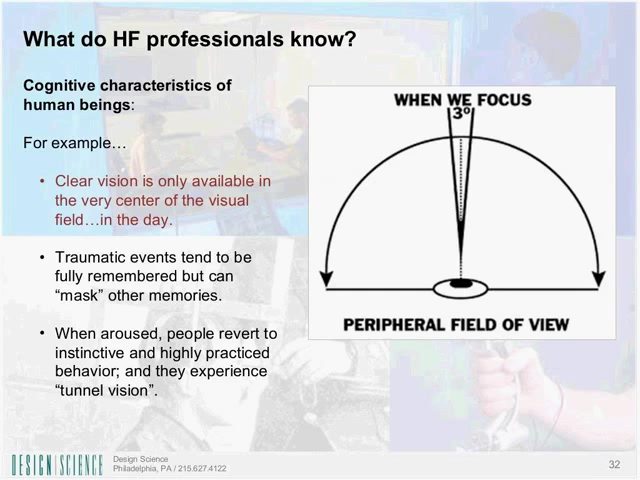 What do HF professionals know?
Cognitive characteristics of
human beings:
For example…
• Clear vision is only available in
the very center of the visual
field…in the day.
• Traumatic events tend to be
fully remembered but can
“mask” other memories.
• When aroused, people revert to
instinctive and highly practiced
behavior; and they experience
“tunnel vision”.
WHEN WE FOCUS
3º
PERIPHERAL FIELD OF VIEW
DESIGN SCIENCE
Design Science
Philadelphia, PA / 215.627.4122
32